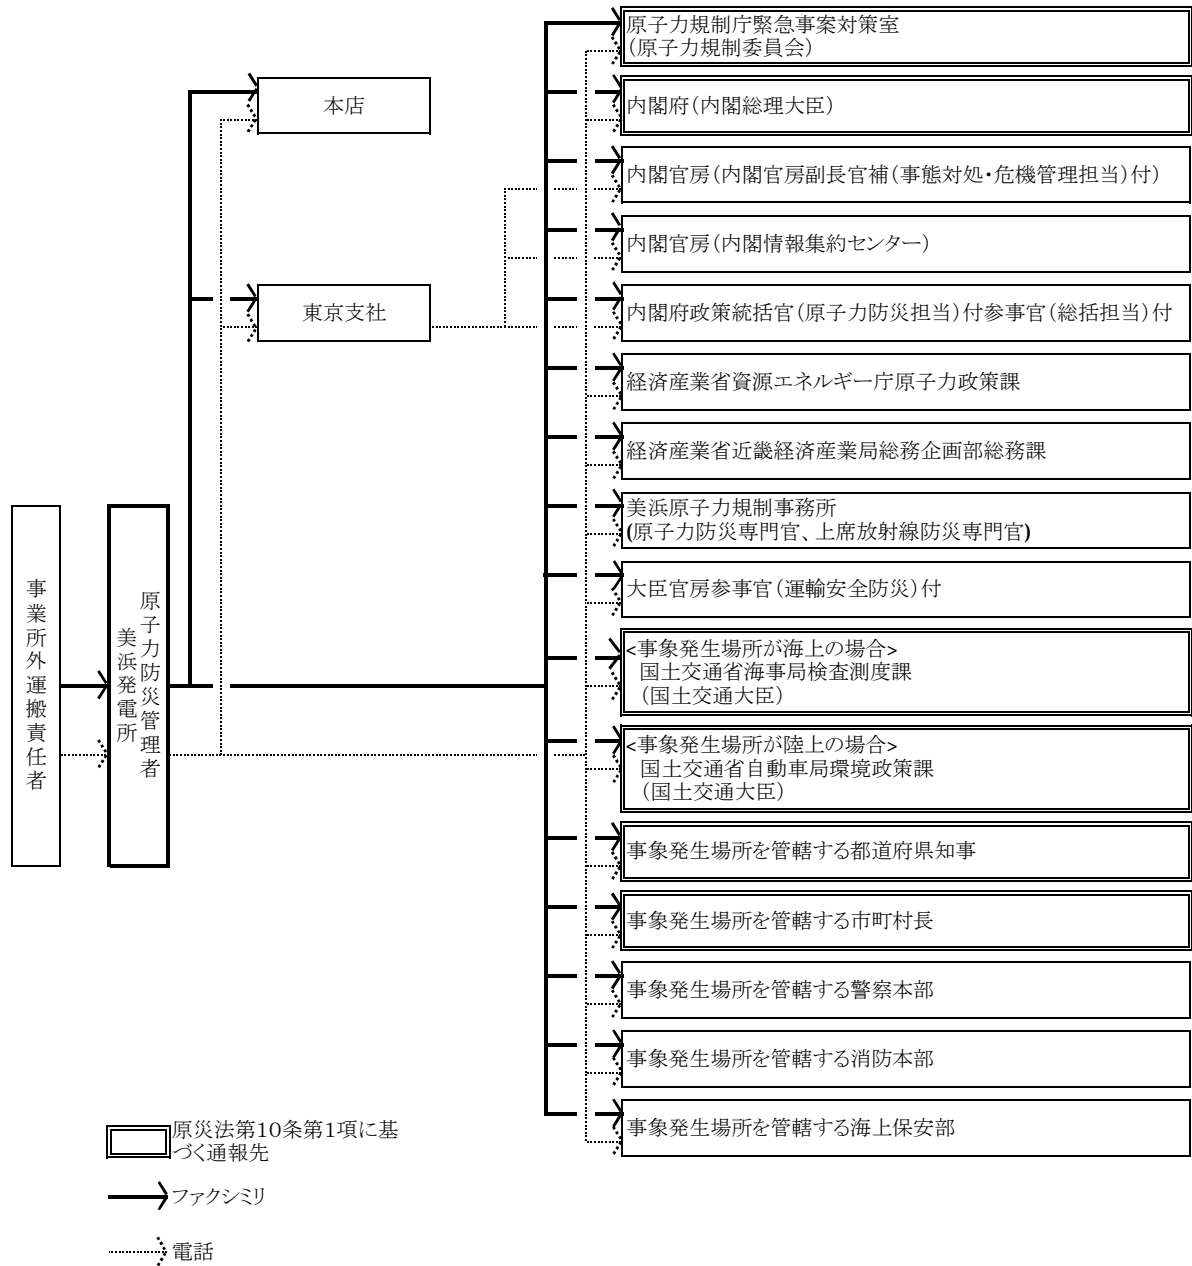 原子力規制庁緊急事案対策室
（原子力規制委員会）
本店
内閣府（内閣総理大臣）
内閣官房（内閣官房副長官補（事態対処・危機管理担当）付）
内閣官房（内閣情報集約センター）
東京支社
内閣府政策統括官（原子力防災担当）付参事官（総括担当）付
経済産業省資源エネルギー庁原子力政策課
経済産業省近畿経済産業局総務企画部総務課
美浜原子力規制事務所
(原子力防災専門官、上席放射線防災専門官)
大臣官房参事官（運輸安全防災）付
事業所外運搬責任者
原子力防災管理者
美浜発電所
<事象発生場所が海上の場合>
国土交通省海事局検査測度課
（国土交通大臣）
<事象発生場所が陸上の場合>
国土交通省自動車局環境政策課
（国土交通大臣）
事象発生場所を管轄する都道府県知事
事象発生場所を管轄する市町村長
事象発生場所を管轄する警察本部
事象発生場所を管轄する消防本部
事象発生場所を管轄する海上保安部
原災法第１０条第１項に基
づく通報先
ファクシミリ
電話